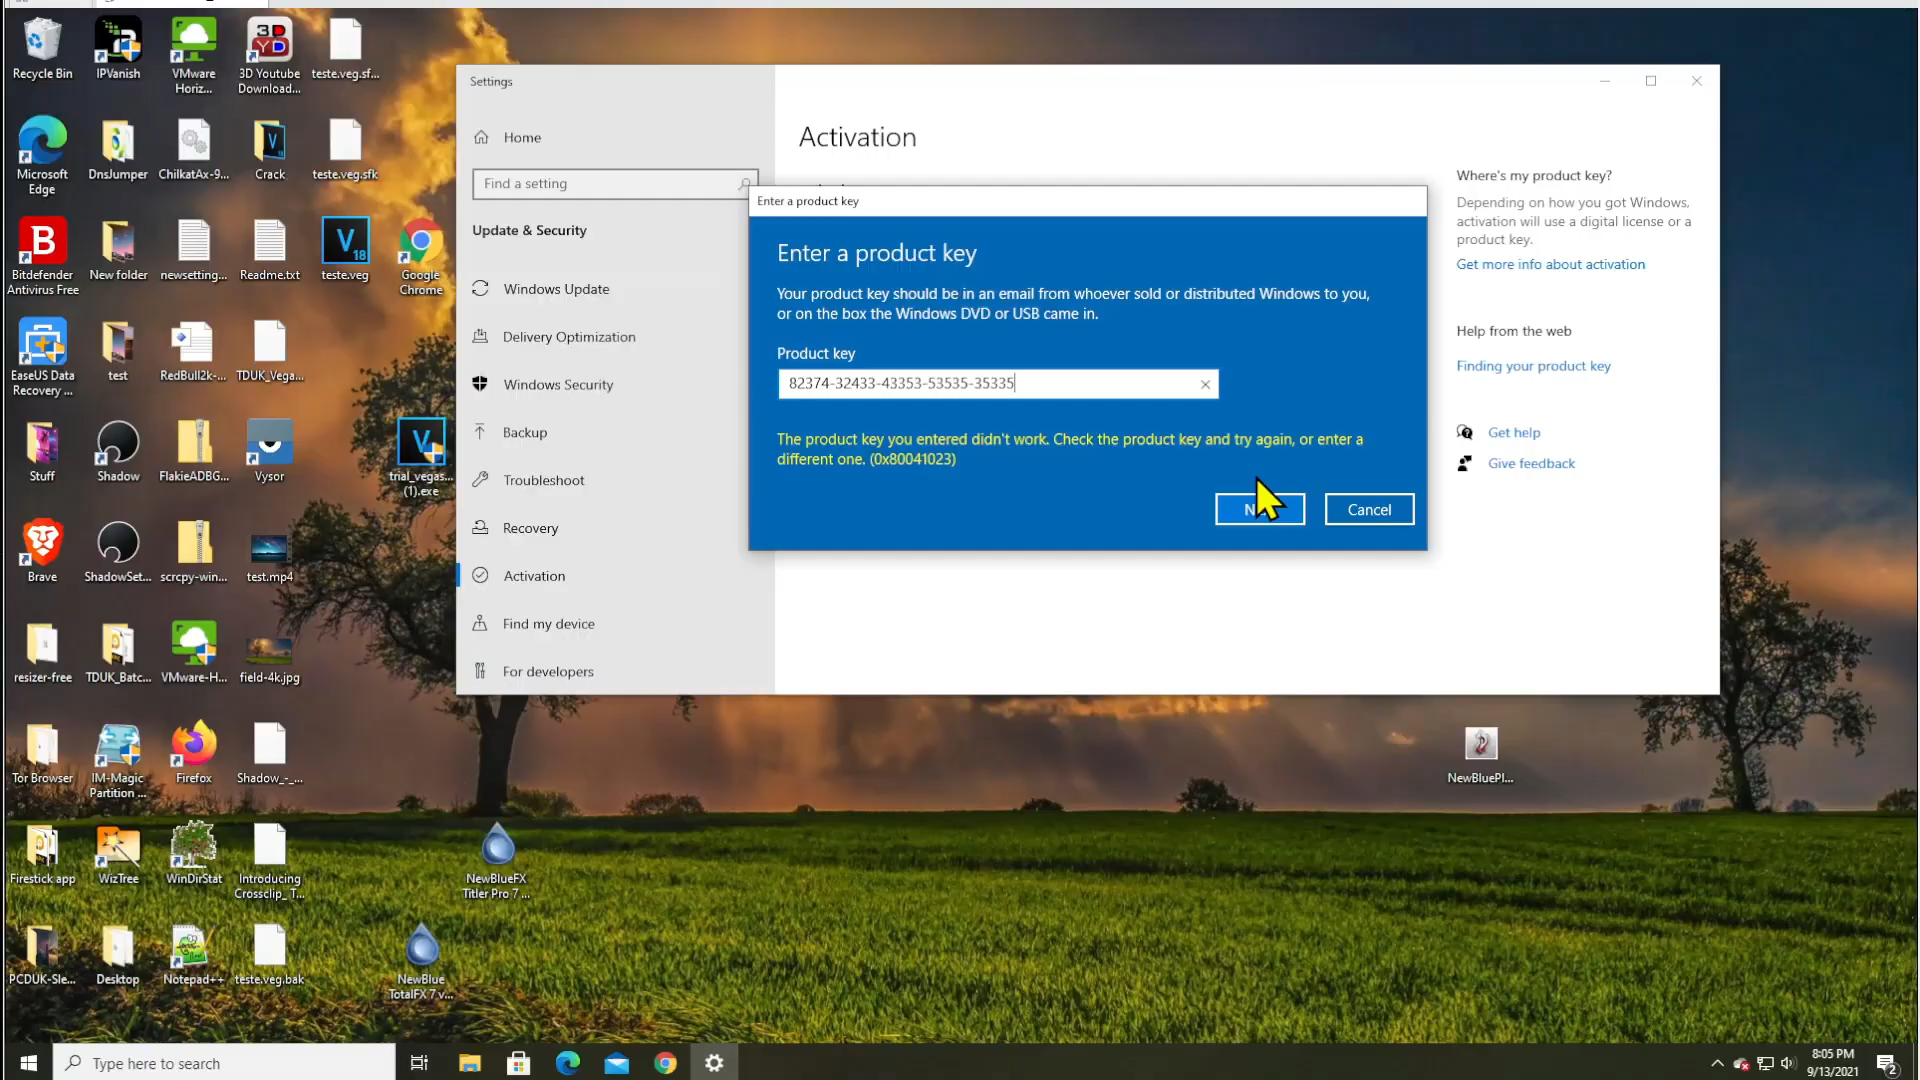 Recycle Bin
IPVanish
VMware
Horiz...
3D Youtube
Download...
teste.veg.sf...
Microsoft
Edge
DnsJumper
ChilkatAx-9...
Crack
teste.veg.sfk
Bitdefender
Antivirus Free
New folder
newsetting...
Readme.txt
teste.veg
Google
Chrome
EaseUS Data
Recovery ...
test
RedBull2k-...
TDUK_Vega...
Stuff
Shadow
FlakieADBG...
Vysor
trial_vegas...
(1).exe
Brave
ShadowSet...
scrcpy-win...
test.mp4
resizer-free
TDUK_Batc...
VMware-H...
field-4k.jpg
Tor Browser
IM-Magic
Partition ...
Firefox
Shadow_-_...
Firestick app
WizTree
WinDirStat
Introducing
Crossclip_ T...
NewBlueFX
Titler Pro 7 ...
PCDUK-Sle...
Desktop
Notepad++
teste.veg.bak
NewBlue
TotalFX 7 v...
NewBluePl...
Settings
Home
Find a setting
Update & Security
Windows Update
Delivery Optimization
Windows Security
Backup
Troubleshoot
Recovery
Activation
Find my device
For developers
Activation
Where's my product key?
Depending on how you got Windows,
activation will use a digital license or a
product key.
Get more info about activation
Help from the web
Finding your product key
Get help
Give feedback
Enter a product key
Enter a product key
Your product key should be in an email from whoever sold or distributed Windows to you,
or on the box the Windows DVD or USB came in.
Product key
82374-32433-43353-53535-35335
The product key you entered didn't work. Check the product key and try again, or enter a
different one. (0x80041023)
Cancel
Type here to search
8:05 PM
9/13/2021
2